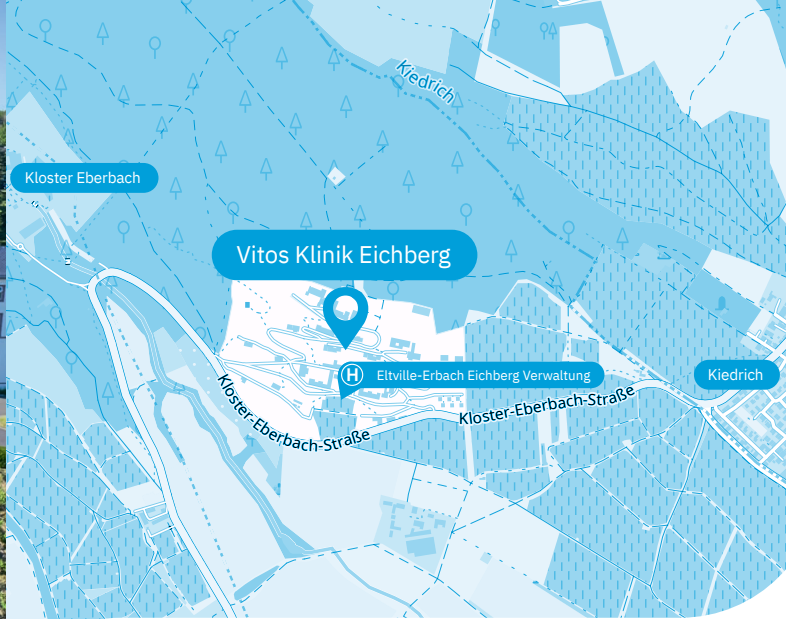 Kiedrich
Kloster Eberbach
Vitos Klinik Eichberg
H Eltville-Erbach Eichberg Verwaltung
Kiedrich
Kloster-Eberbach-Straße
Kloster-Eberbach-Straße